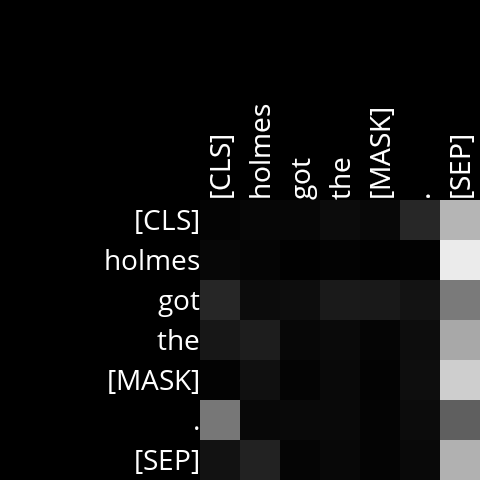 [CLS] holmes got the [MASK] . [SEP]
[CLS]
holmes
got
the
[MASK]
.
[SEP]